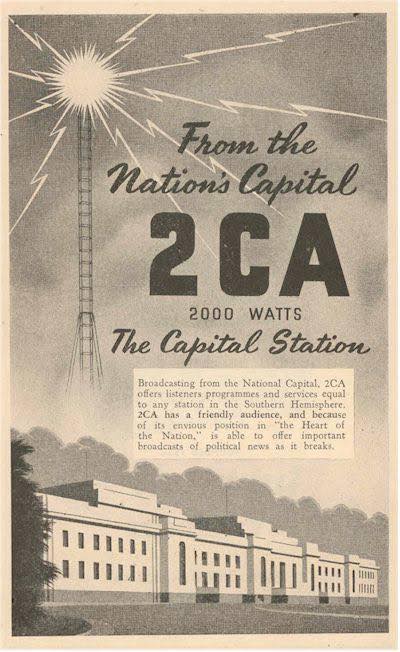 From the
Nation's Capital
2CA
2000 WATTS
The Capital Station
Broadcasting from the National Capital, 2CA
offers listeners programmes and services equal
to any station in the Southern Hemisphere.
2CA has a friendly audience, and because
of its envious position in "the Heart of
the Nation," is able to offer important
broadcasts of political news as it breaks.